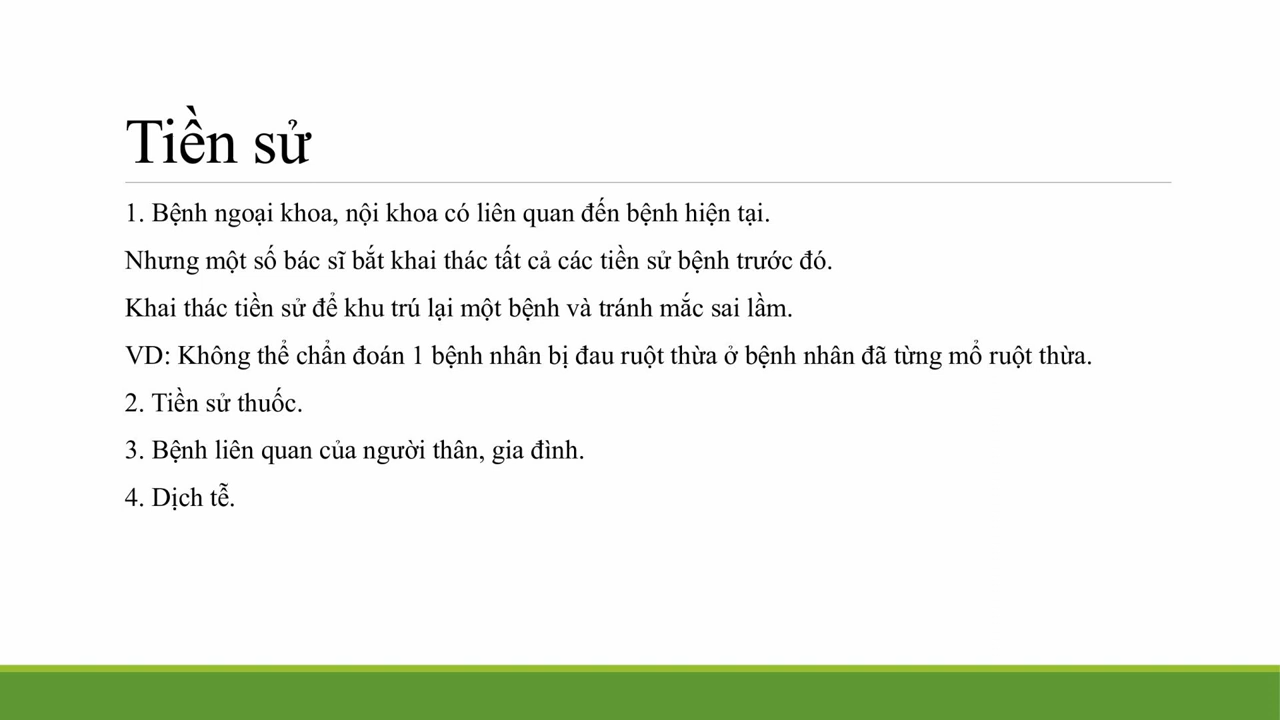 Tiền sử
1. Bệnh ngoại khoa, nội khoa có liên quan đến bệnh hiện tại.
Nhưng một số bác sĩ bắt khai thác tất cả các tiền sử bệnh trước đó.
Khai thác tiền sử để khu trú lại một bệnh và tránh mắc sai lầm.
VD: Không thể chẩn đoán 1 bệnh nhân bị đau ruột thừa ở bệnh nhân đã từng mổ ruột thừa.
2. Tiền sử thuốc.
3. Bệnh liên quan của người thân, gia đình.
4. Dịch tễ.